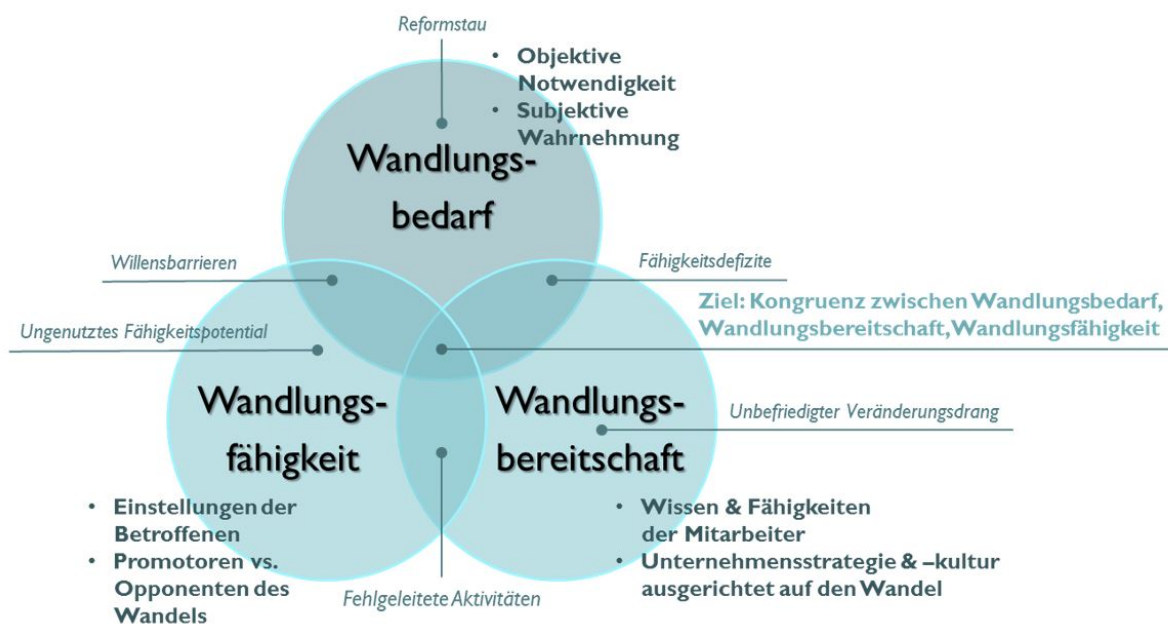 Reformstau
• Objektive
Notwendigkeit
• Subjektive
Wahrnehmung
Wandlungs-
bedarf
Willensbarrieren
Fähigkeitsdefizite
Ziel: Kongruenz zwischen Wandlungsbedarf,
Wandlungsbereitschaft, Wandlungsfähigkeit
Ungenutztes Fähigkeitspotential
Wandlungs-
fähigkeit
Wandlungs-
bereitschaft
Unbefriedigter Veränderungsdrang
• Einstellungen der
Betroffenen
• Promotoren vs.
Opponenten des
Wandels
• Wissen & Fähigkeiten
der Mitarbeiter
• Unternehmensstrategie & –kultur
ausgerichtet auf den Wandel
Fehlgeleitete Aktivitäten